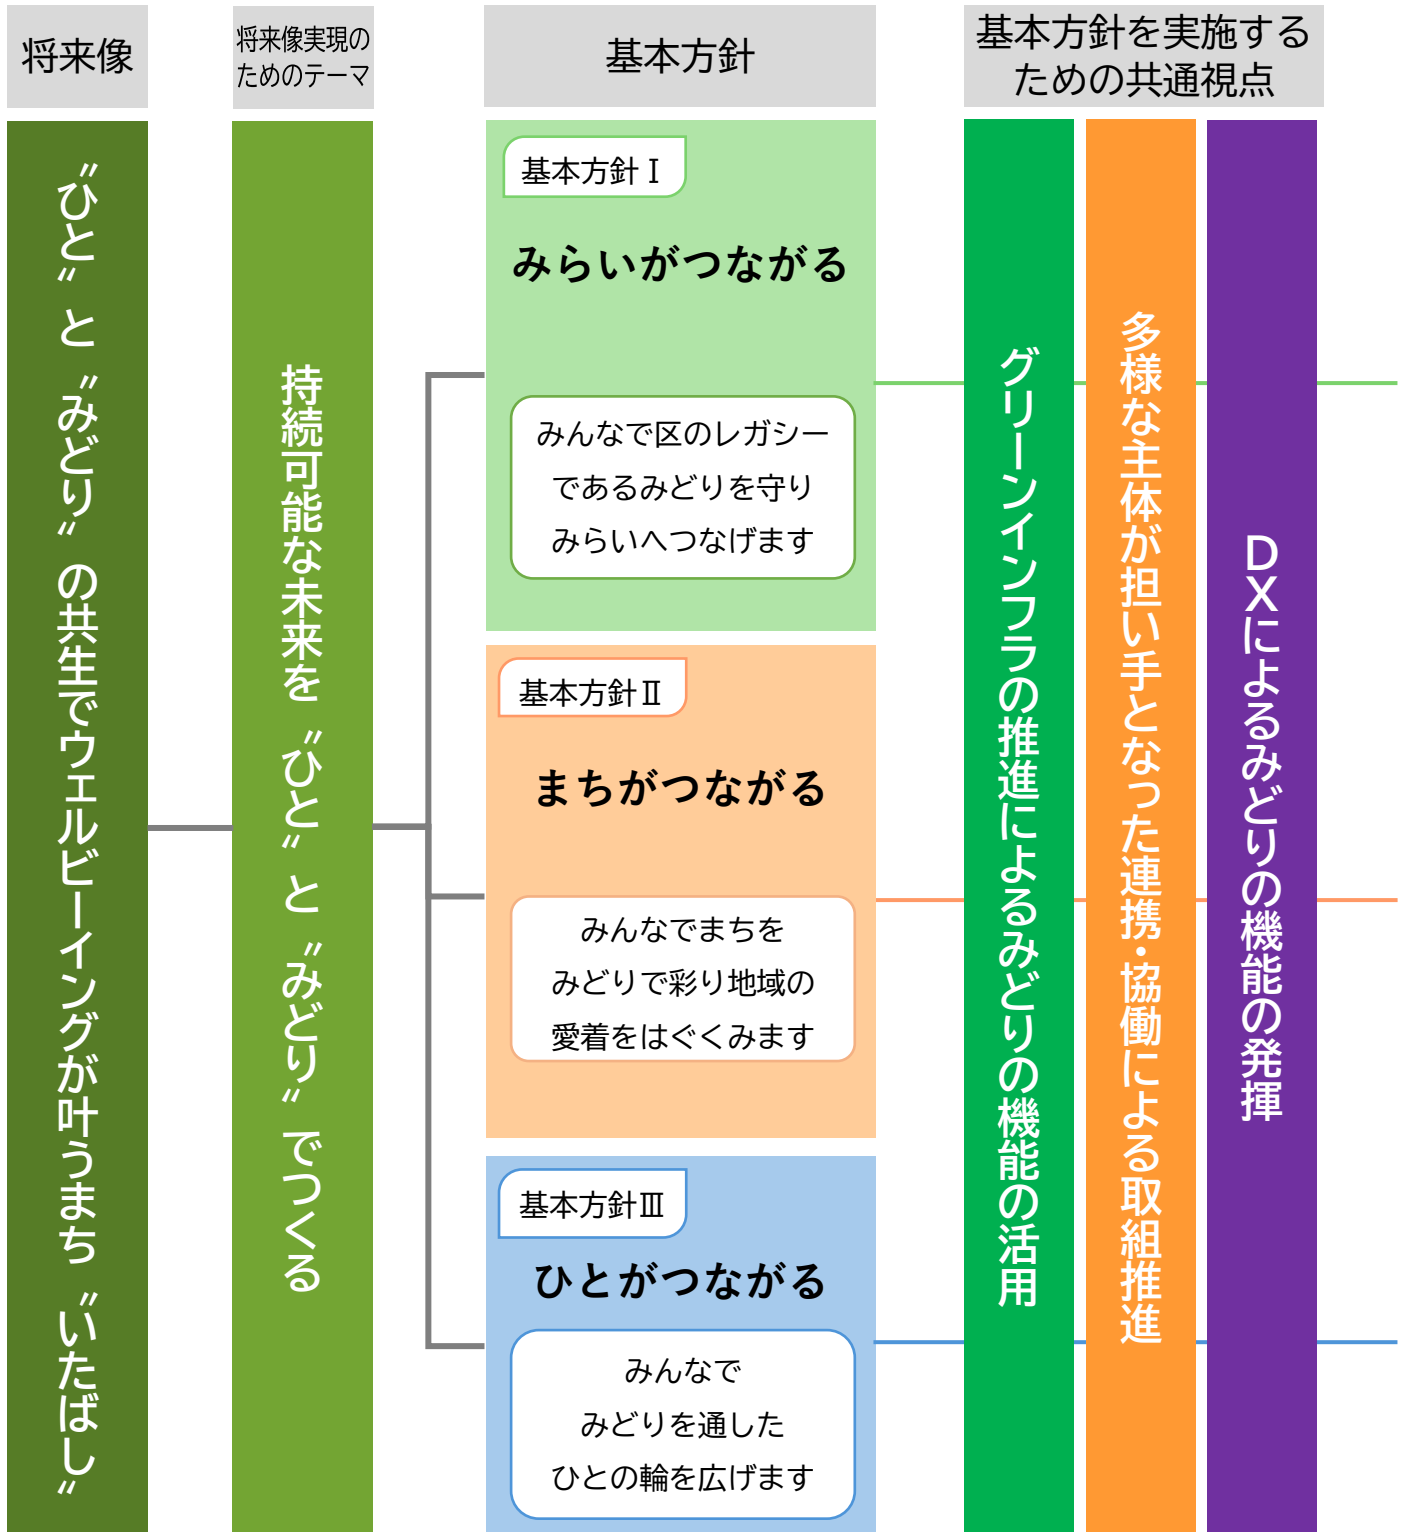 将来像
将来像実現の
ためのテーマ
基本方針
基本方針を実施する
ための共通視点
〝ひと〟と〝みどり〟の共生でウェルビーイングが叶うまち〝いたばし〟
持続可能な未来を〝ひと〟と〝みどり〟でつくる
基本方針Ⅰ
みらいがつながる
みんなで区のレガシー
であるみどりを守り
みらいへつなげます
基本方針Ⅱ
まちがつながる
みんなでまちを
みどりで彩り地域の
愛着をはぐくみます
基本方針Ⅲ
ひとがつながる
みんなで
みどりを通した
ひとの輪を広げます
グリーンインフラの推進によるみどりの機能の活用
多様な主体が担い手となった連携・協働による取組推進
DXによるみどりの機能の発揮